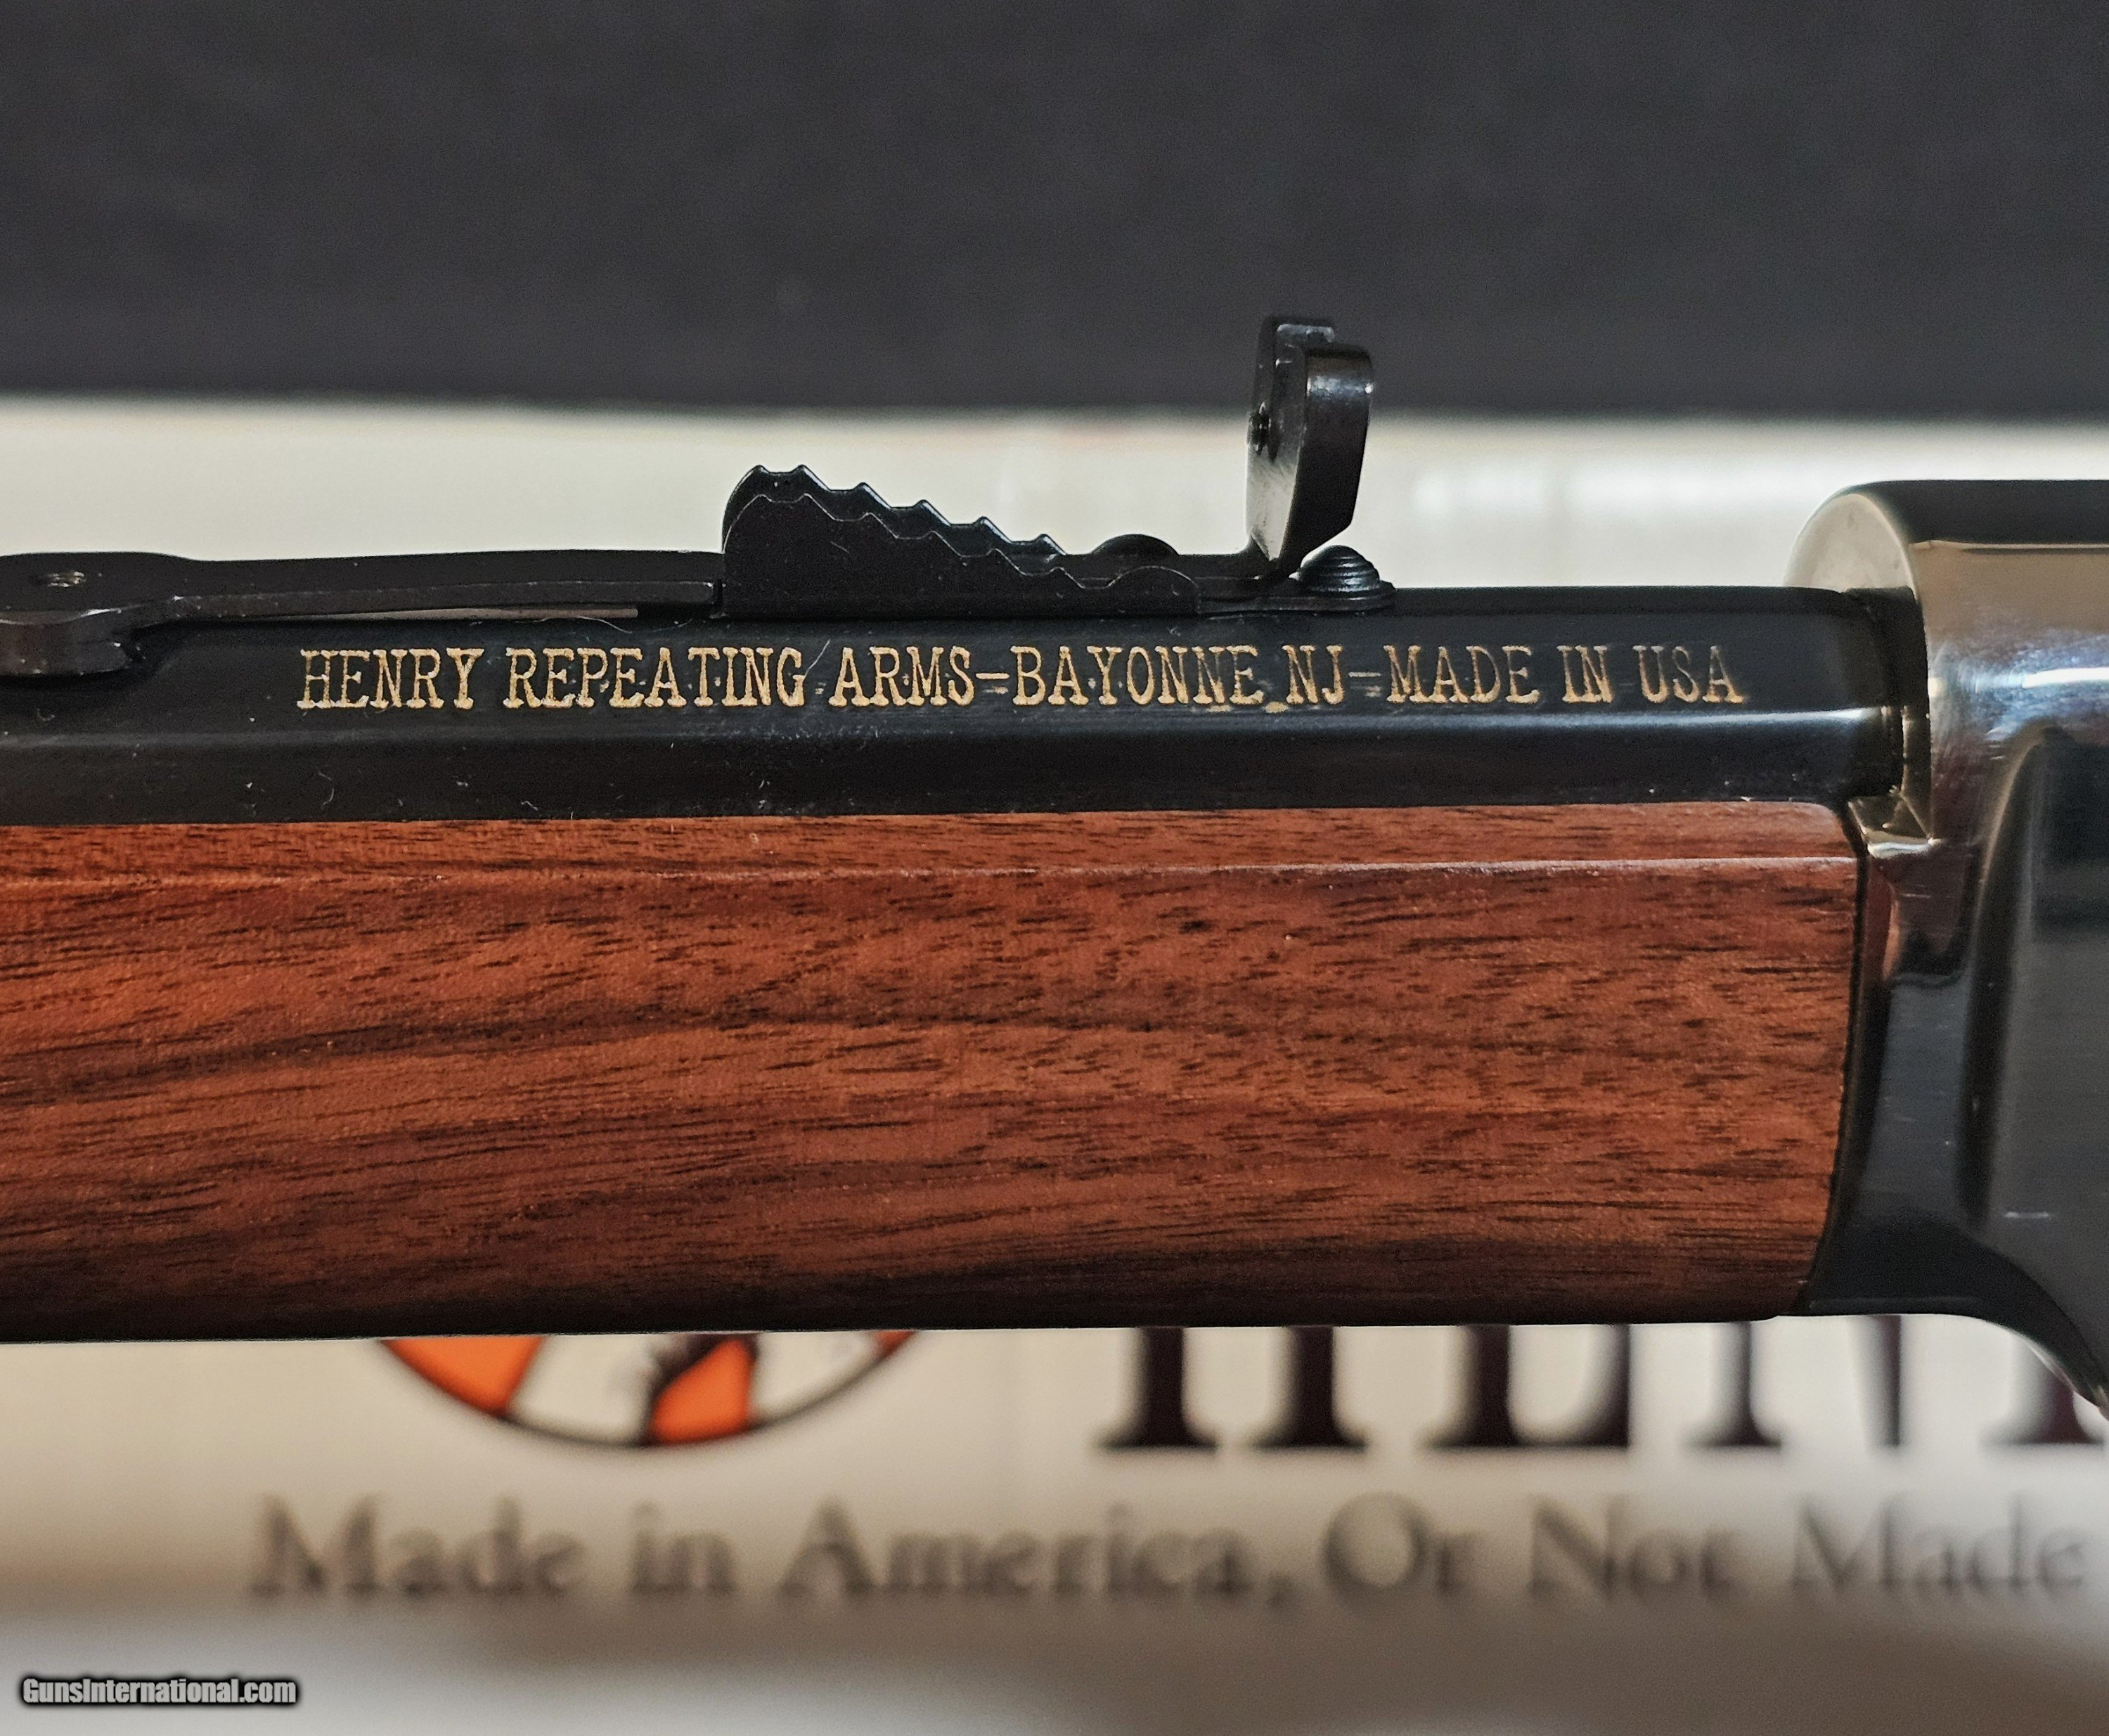 HENRY REPEATING ARMS-BAYONNE NJ-MADE IN USA
Made in America, Or Not Made
GunsInternational.com